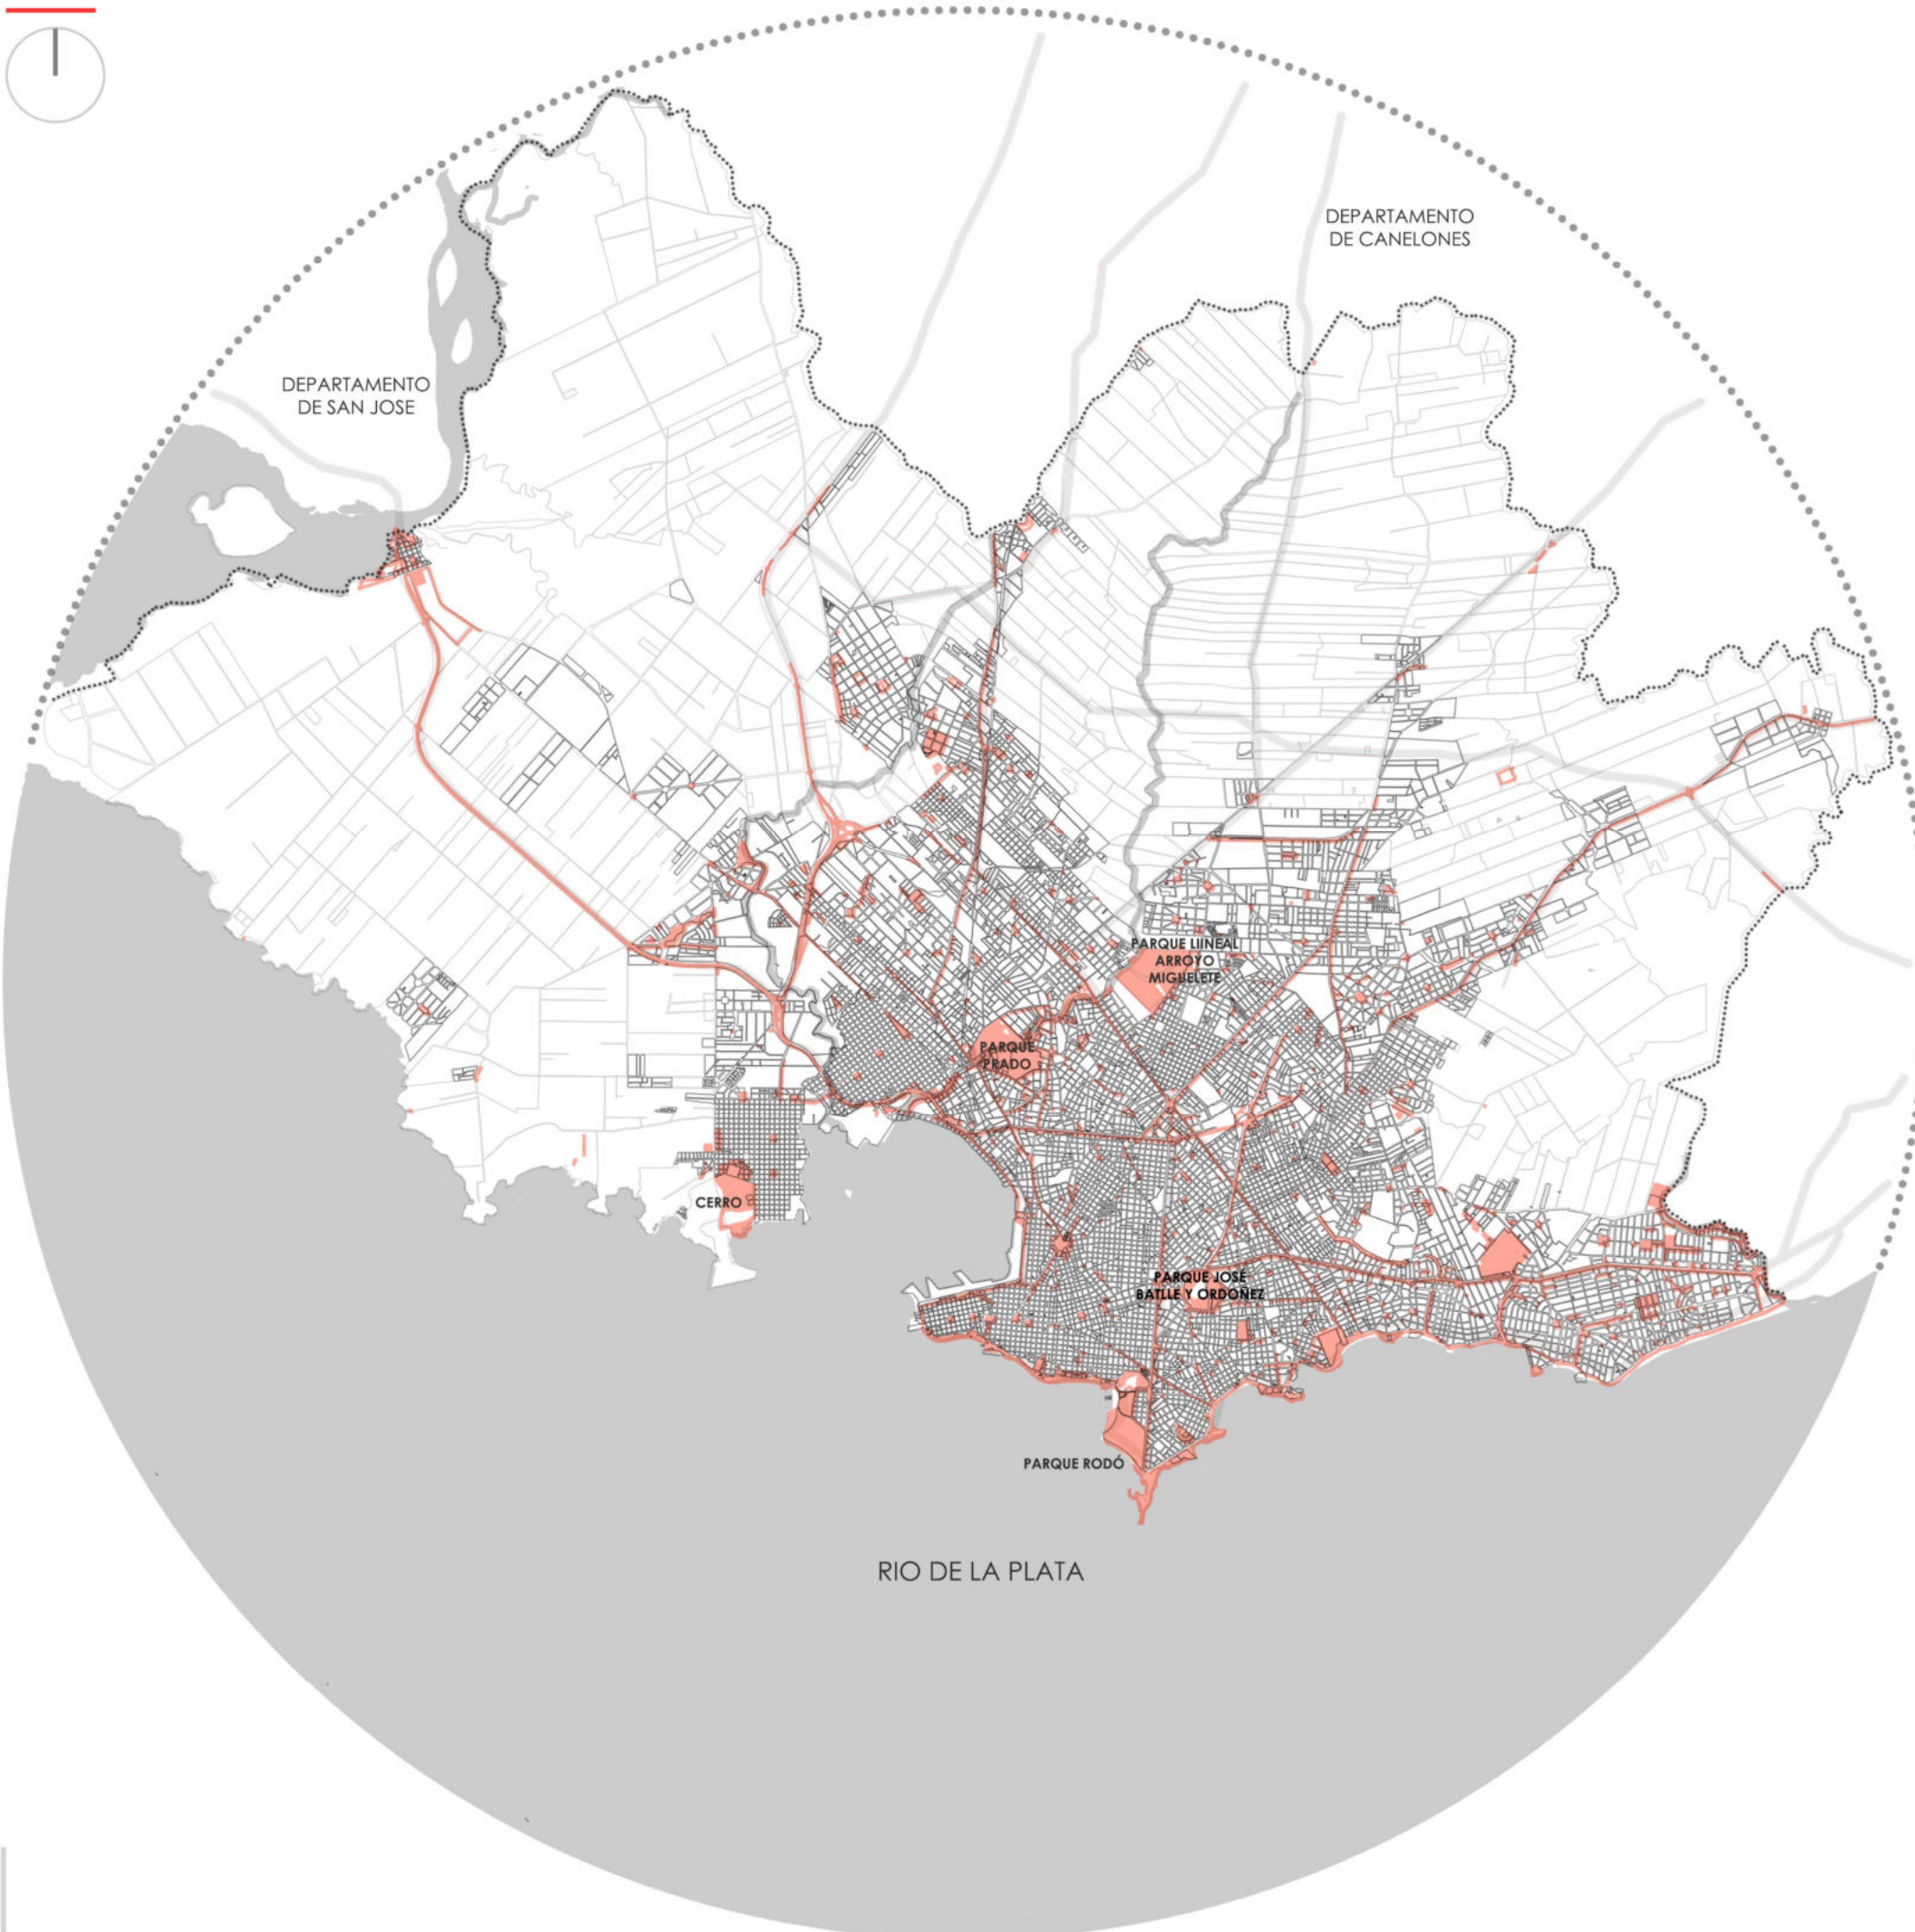 DEPARTAMENTO
DE CANELONES
DEPARTAMENTO
DE SAN JOSE
PARQUE LIINEAL
ARROYO
MIGUELETE
PARQUE
PRADO
CERRO
PARQUE JOSÉ
BATLLE Y ORDOÑEZ
PARQUE RODÓ
RIO DE LA PLATA